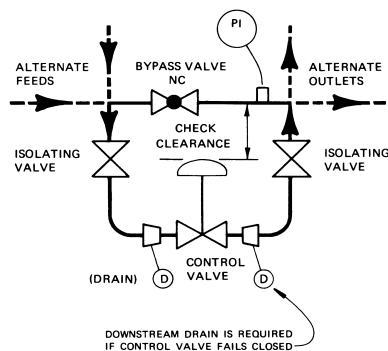 PI
ALTERNATE
FEEDS
BYPASS VALVE
NC
ALTERNATE
OUTLETS
CHECK
CLEARANCE
ISOLATING
VALVE
ISOLATING
VALVE
CONTROL
VALVE
(DRAIN)
D
D
DOWNSTREAM DRAIN IS REQUIRED
IF CONTROL VALVE FAILS CLOSED